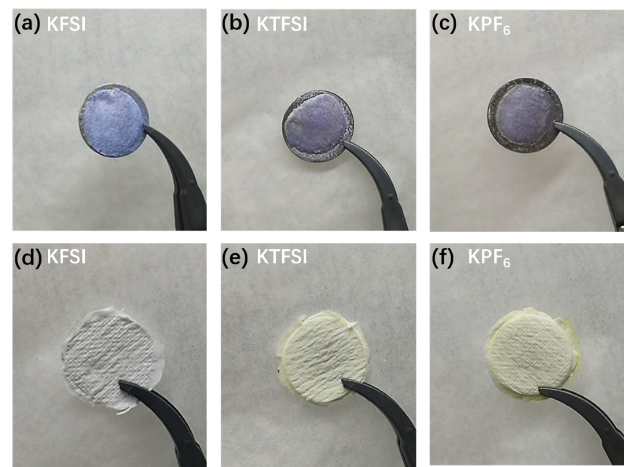 (a) KFSI
(b) KTFSI
(c) KPF₆
(d) KFSI
(e) KTFSI
(f) KPF₆